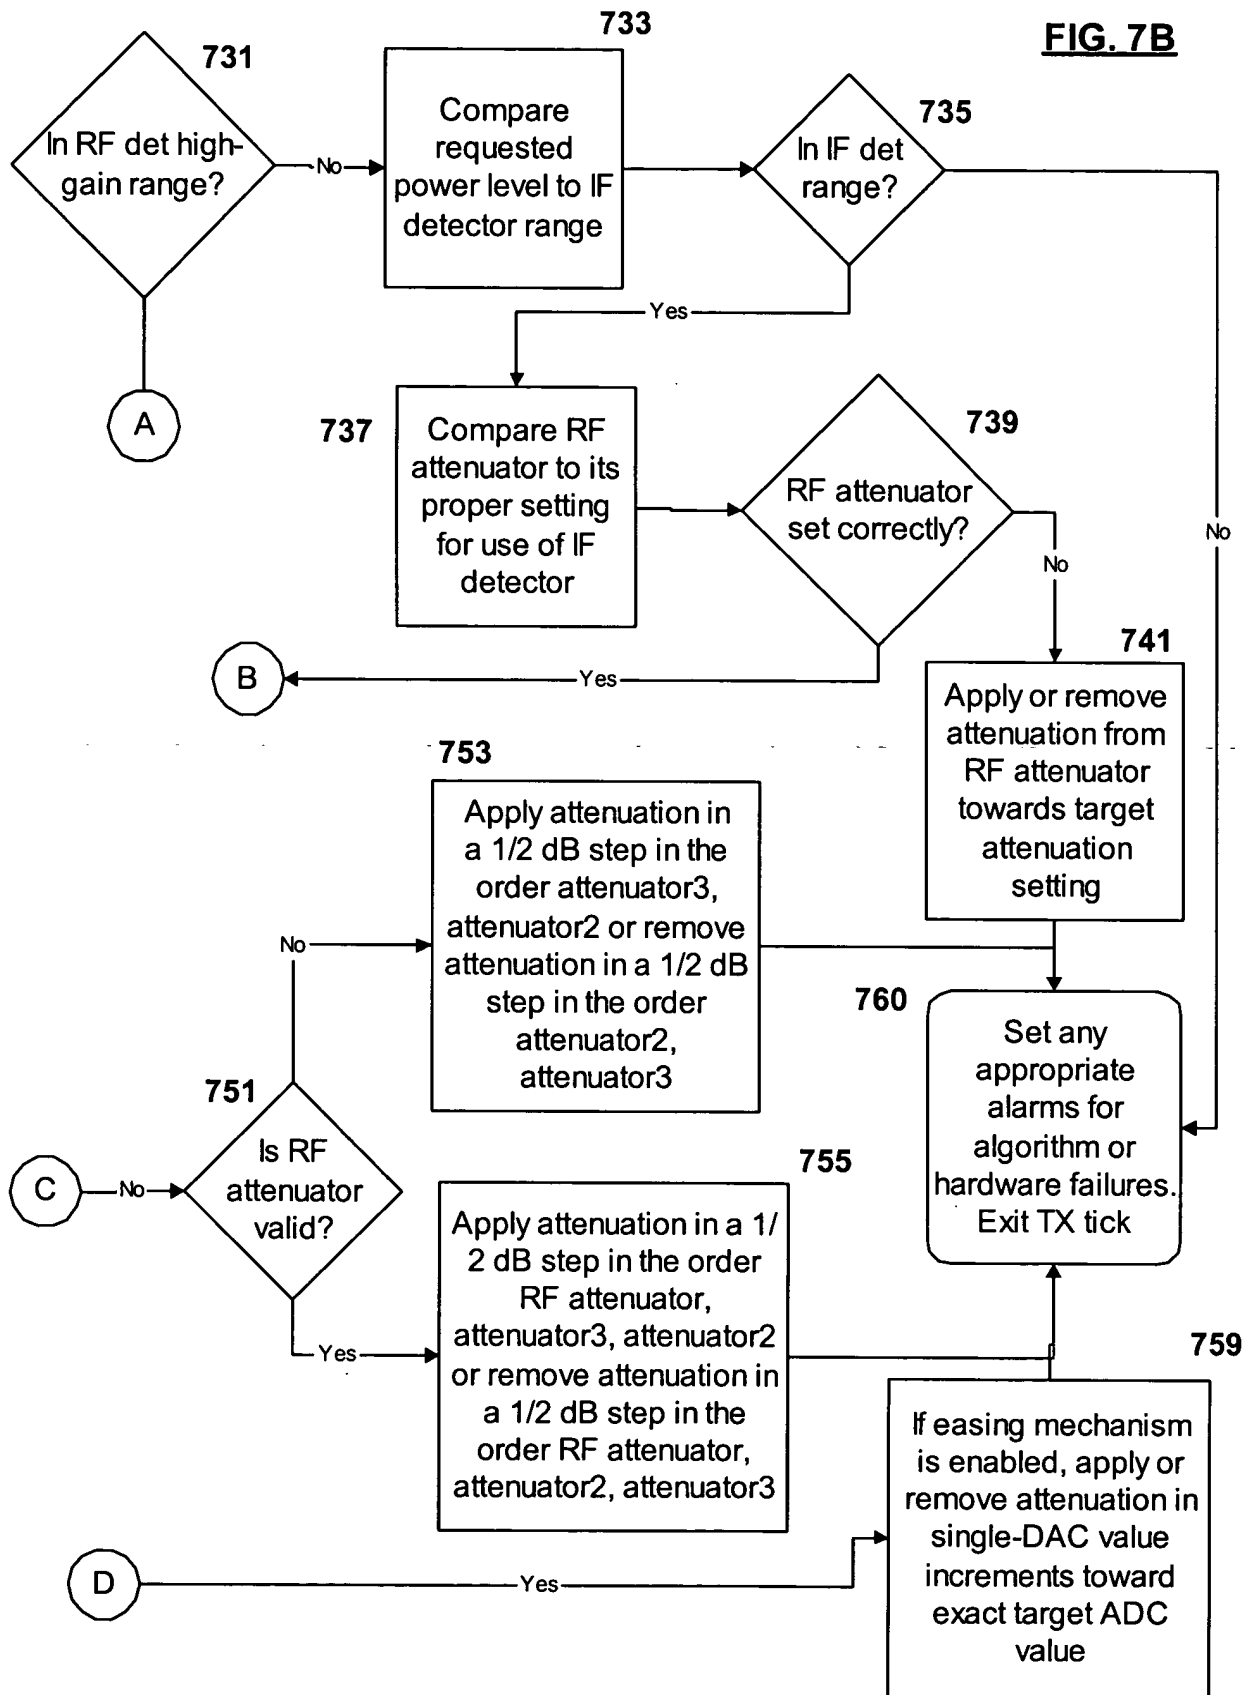 FIG. 7B
731
In RF det high-
gain range?
No
733
Compare
requested
power level to IF
detector range
735
In IF det
range?
Yes
No
A
737
Compare RF
attenuator to its
proper setting
for use of IF
detector
739
RF attenuator
set correctly?
No
Yes
B
741
Apply or remove
attenuation from
RF attenuator
towards target
attenuation
setting
753
Apply attenuation in
a 1/2 dB step in the
order attenuator3,
attenuator2 or remove
attenuation in a 1/2 dB
step in the order
attenuator2,
attenuator3
No
760
Set any
appropriate
alarms for
algorithm or
hardware failures.
Exit TX tick
751
Is RF
attenuator
valid?
C
No
Yes
755
Apply attenuation in a 1/
2 dB step in the order
RF attenuator,
attenuator3, attenuator2
or remove attenuation in
a 1/2 dB step in the
order RF attenuator,
attenuator2, attenuator3
759
If easing mechanism
is enabled, apply or
remove attenuation in
single-DAC value
increments toward
exact target ADC
value
D
Yes